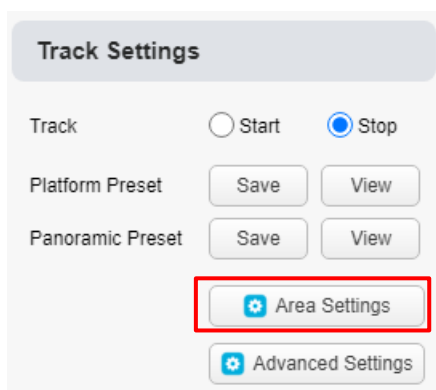 Track Settings
Track Start Stop
Platform Preset Save View
Panoramic Preset Save View
Area Settings
Advanced Settings